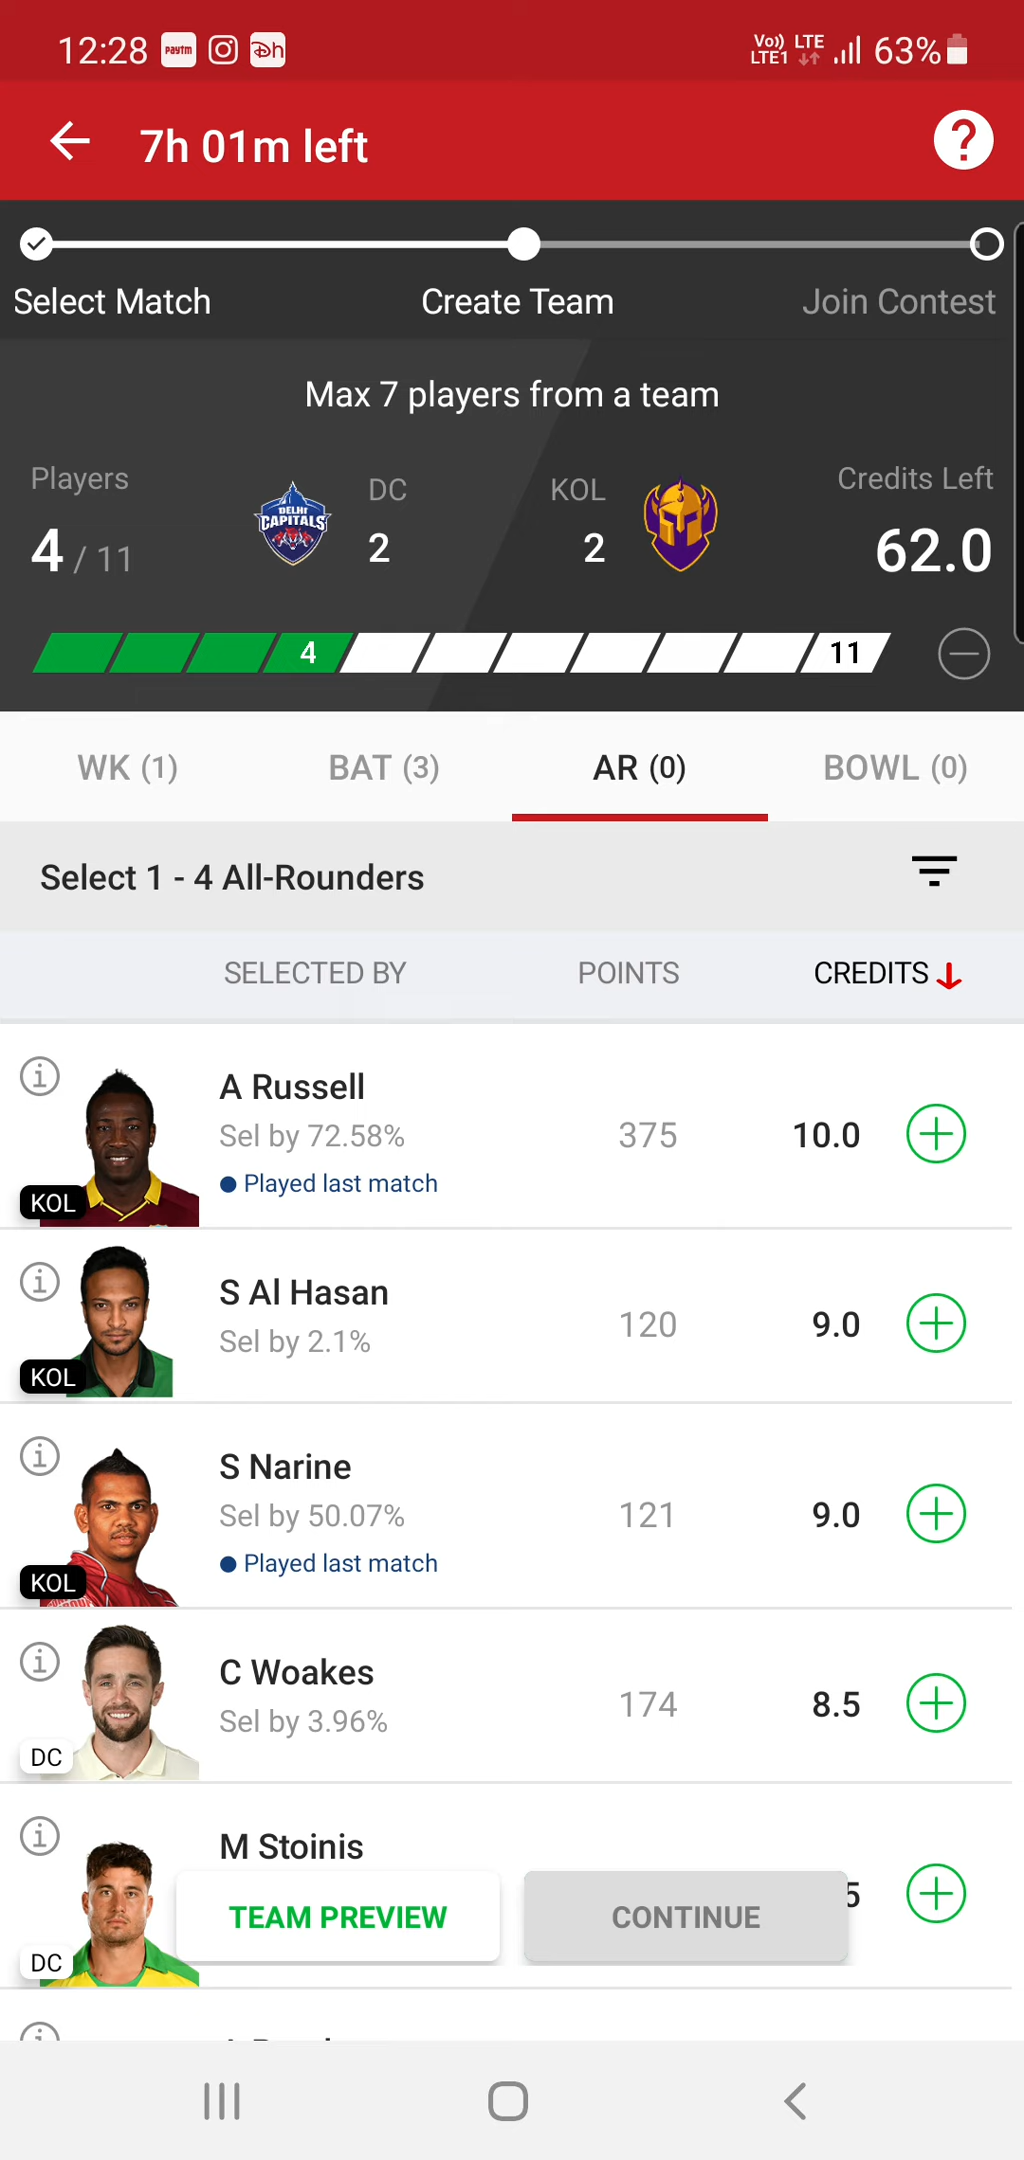 12:28 Paytm Dh Vo)) LTE1 LTE 63%
7h 01m left ?
Select Match Create Team Join Contest
Max 7 players from a team
Players DC KOL Credits Left
DELHI CAPITALS
4 / 11 2 2 62.0
4 11
WK (1) BAT (3) AR (0) BOWL (0)
Select 1 - 4 All-Rounders
SELECTED BY POINTS CREDITS
A Russell
Sel by 72.58% 375 10.0
Played last match
KOL
S Al Hasan
Sel by 2.1% 120 9.0
KOL
S Narine
Sel by 50.07% 121 9.0
Played last match
KOL
C Woakes
Sel by 3.96% 174 8.5
DC
M Stoinis
5
TEAM PREVIEW CONTINUE
DC